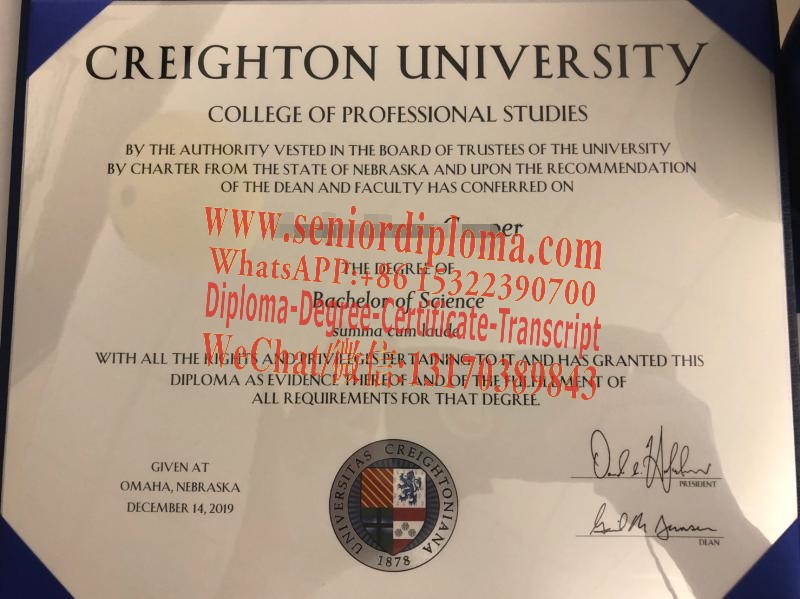 CREIGHTON UNIVERSITY
COLLEGE OF PROFESSIONAL STUDIES
BY THE AUTHORITY VESTED IN THE BOARD OF TRUSTEES OF THE UNIVERSITY
BY CHARTER FROM THE STATE OF NEBRASKA AND UPON THE RECOMMENDATION
OF THE DEAN AND FACULTY HAS CONFERRED ON
www.seniordiploma.com
WhatsAPP:+86 15322390700
THE DEGREE OF
Bachelor of Science
Diploma-Degree-Certificate-Transcript
summa cum laude
WeChat/微信:13170389843
WITH ALL THE RIGHTS AND PRIVILEGES PERTAINING TO IT AND HAS GRANTED THIS
DIPLOMA AS EVIDENCE THEREOF AND OF THE FULFILLMENT OF
ALL REQUIREMENTS FOR THAT DEGREE.
GIVEN AT
OMAHA, NEBRASKA
DECEMBER 14, 2019
UNIVERSITAS CREIGHTONIANA
1878
PRESIDENT
DEAN